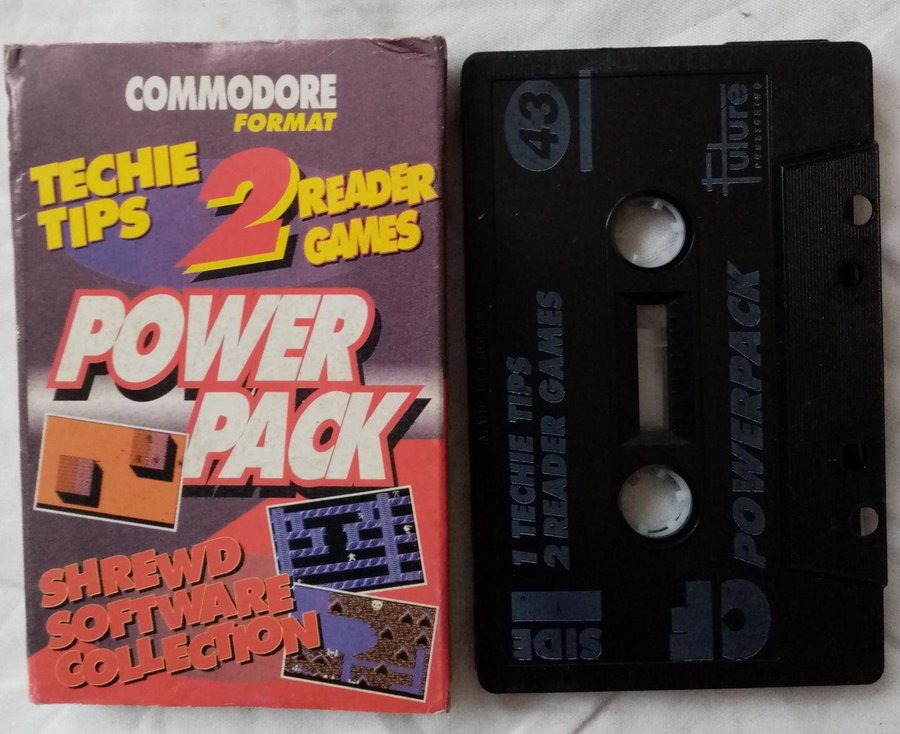 COMMODORE
FORMAT
TECHIE
TIPS
2
READER
GAMES
POWER
PACK
SHREWD
SOFTWARE
COLLECTION
43
Future
PUBLISHING
1 TECHIE TIPS
2 READER GAMES
POWERPACK
SIDE
CF